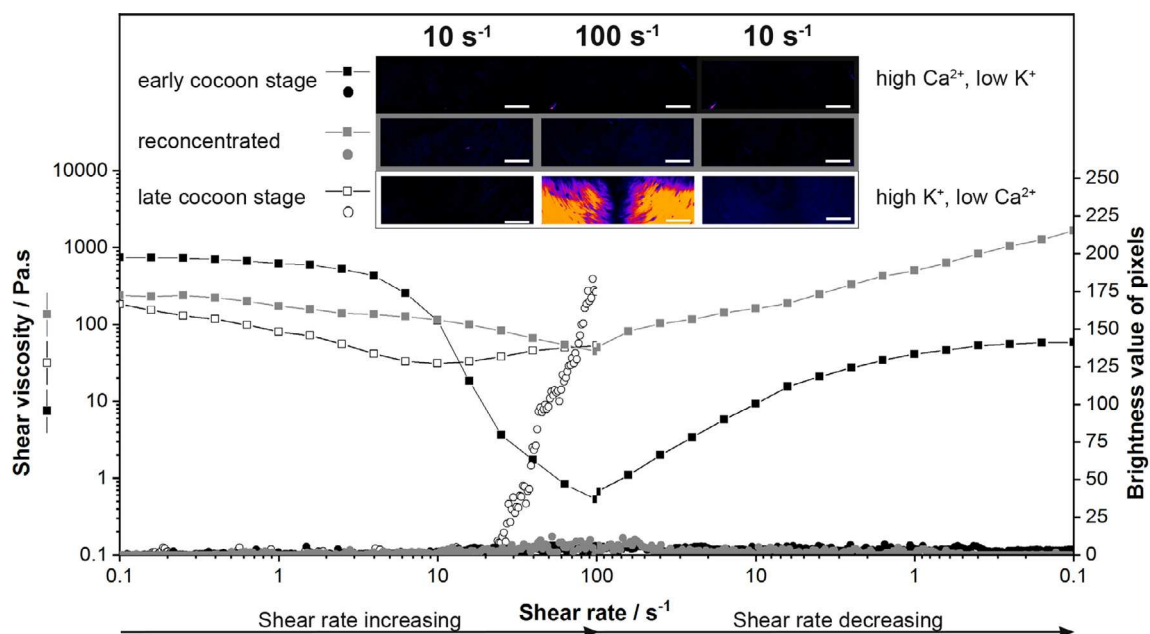 10 s⁻¹ 100 s⁻¹ 10 s⁻¹
early cocoon stage
high Ca²⁺, low K⁺
reconcentrated
late cocoon stage
high K⁺, low Ca²⁺
Shear viscosity / Pa.s
10000
1000
100
10
1
0.1
250
225
200
175
150
125
100
75
50
25
0
Brightness value of pixels
0.1 1 10 100 10 1 0.1
Shear rate / s⁻¹
Shear rate increasing
Shear rate decreasing